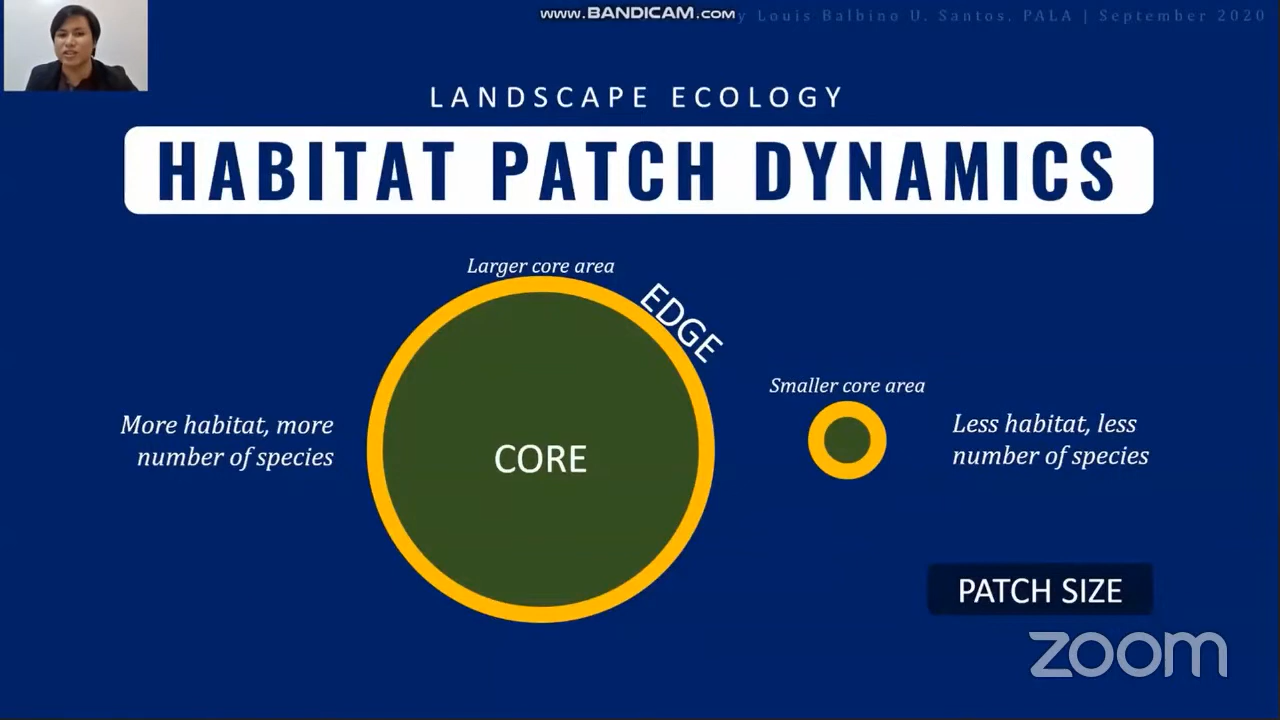 www.BANDICAM.com
y Louis Balbino U. Santos, PALA | September 2020
LANDSCAPE ECOLOGY
HABITAT PATCH DYNAMICS
Larger core area
EDGE
Smaller core area
More habitat, more
number of species
CORE
Less habitat, less
number of species
PATCH SIZE
zoom